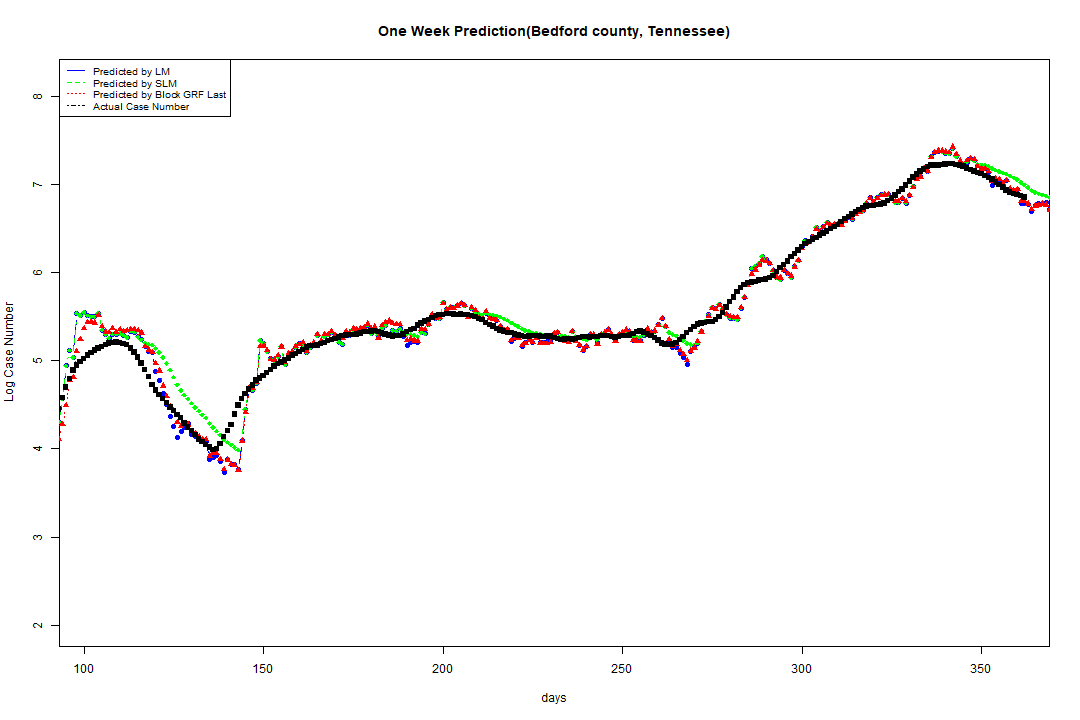 One Week Prediction(Bedford county, Tennessee)
Predicted by LM
Predicted by SLM
Predicted by Block GRF Last
Actual Case Number
Log Case Number
8
7
6
5
4
3
2
100 150 200 250 300 350
days